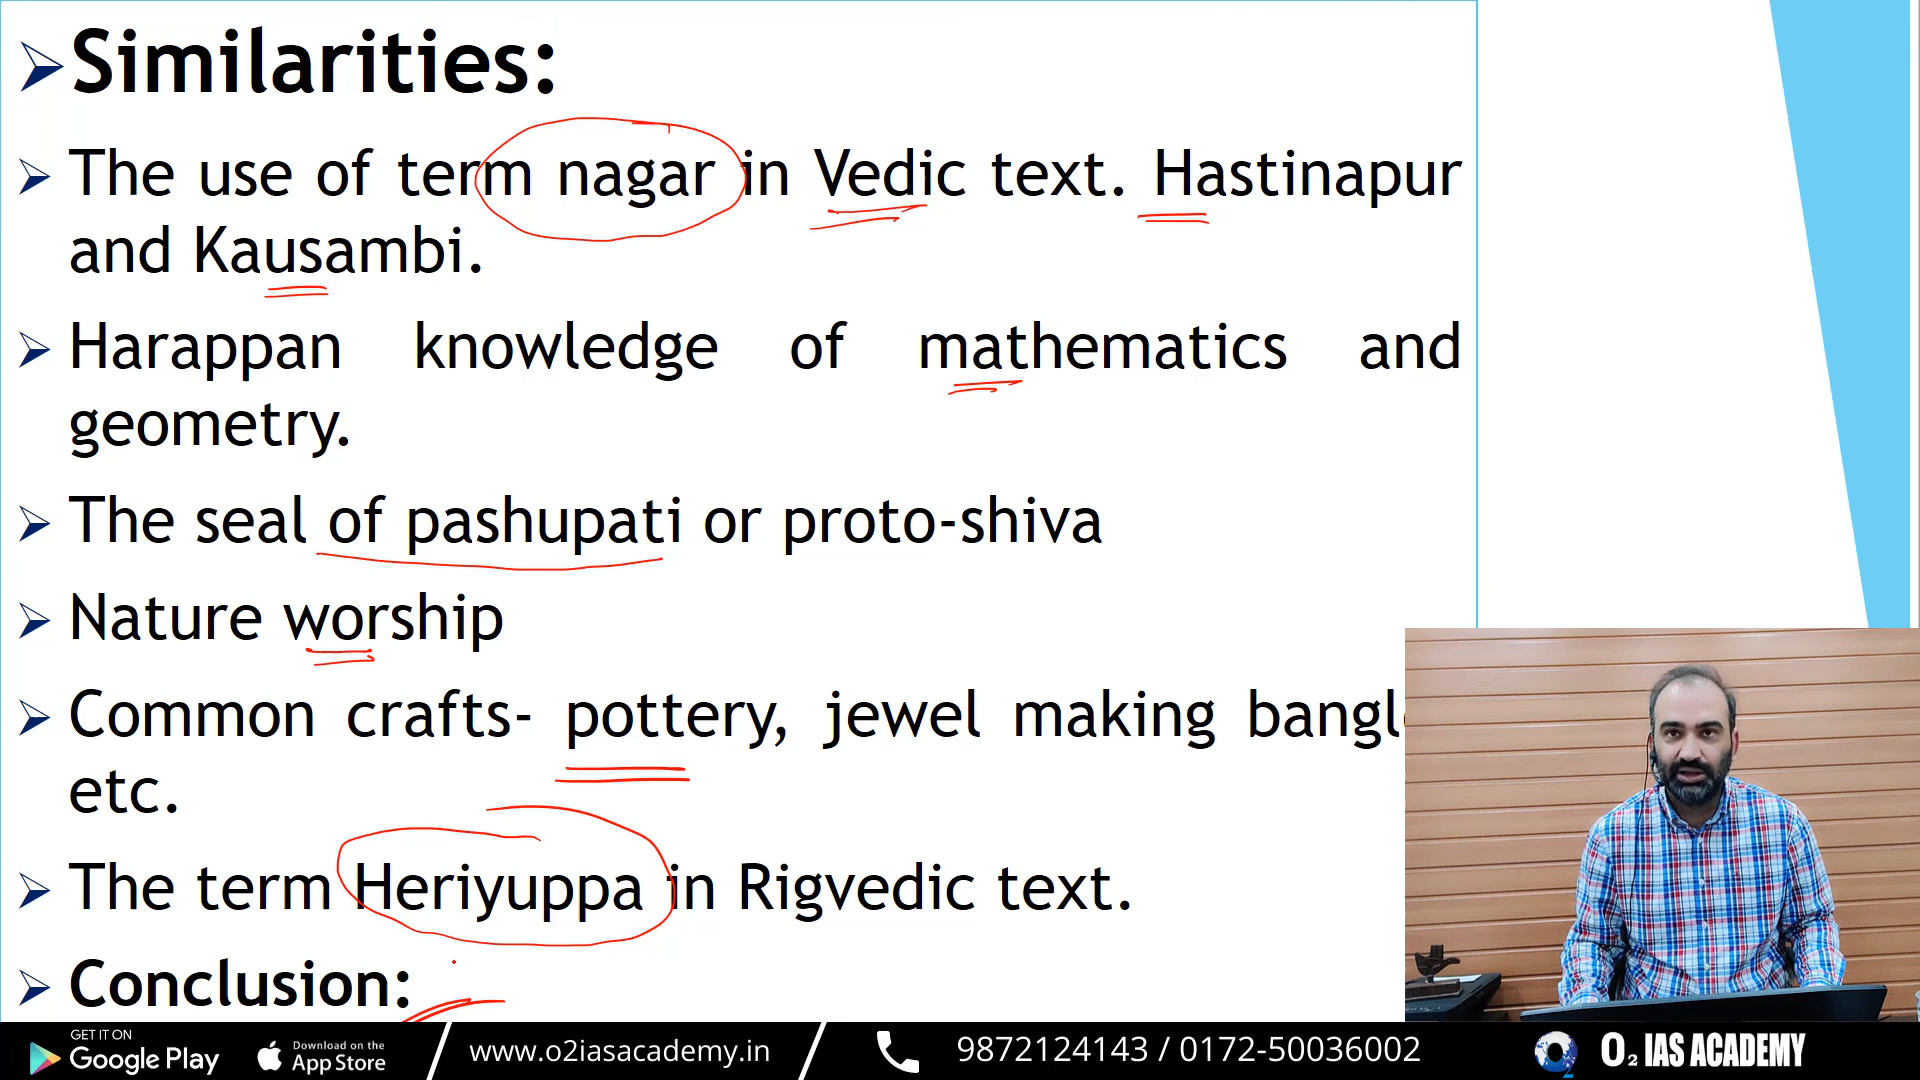 Similarities:
The use of term nagar in Vedic text. Hastinapur
and Kausambi.
Harappan knowledge of mathematics and
geometry.
The seal of pashupati or proto-shiva
Nature worship
Common crafts- pottery, jewel making bangl
etc.
The term Heriyuppa in Rigvedic text.
Conclusion:
GET IT ON
Google Play
Download on the
App Store
www.o2iasacademy.in
9872124143 / 0172-50036002
O2 IAS ACADEMY